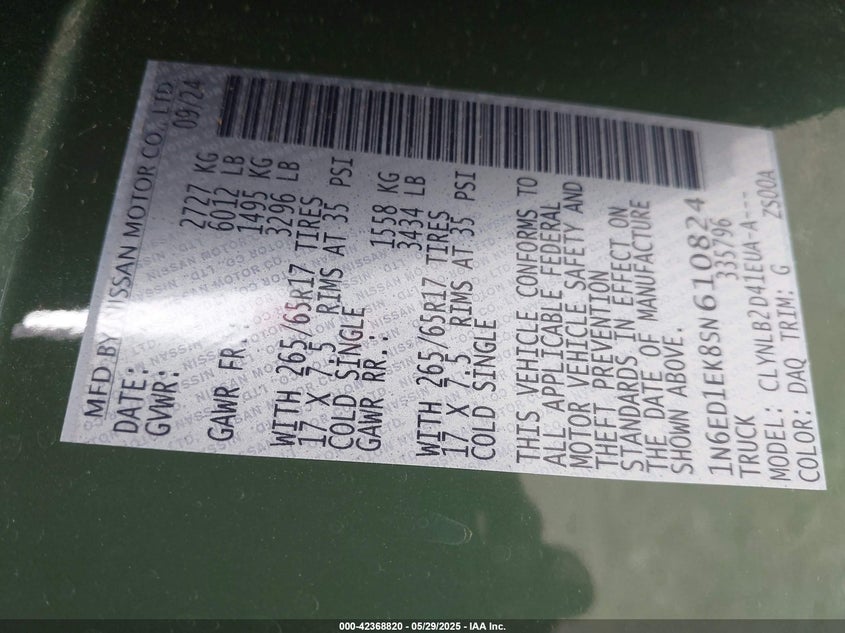 MFD BY NISSAN MOTOR CO., LTD.
DATE: 09/24
GVWR: 2727 KG
6012 LB
GAWR FR.: 1495 KG
3296 LB
WITH 265/65R17 TIRES
17 X 7.5 RIMS AT 35 PSI
COLD SINGLE
GAWR RR.: 1558 KG
3434 LB
WITH 265/65R17 TIRES
17 X 7.5 RIMS AT 35 PSI
COLD SINGLE
THIS VEHICLE CONFORMS TO
ALL APPLICABLE FEDERAL
MOTOR VEHICLE SAFETY AND
THEFT PREVENTION
STANDARDS IN EFFECT ON
THE DATE OF MANUFACTURE
SHOWN ABOVE.
1N6ED1EK8SN610824
TRUCK 335796
MODEL: CLYNLB2D41EUA-A---
COLOR: DAQ TRIM: G ZS00A
000-42368820 - 05/29/2025 - IAA Inc.